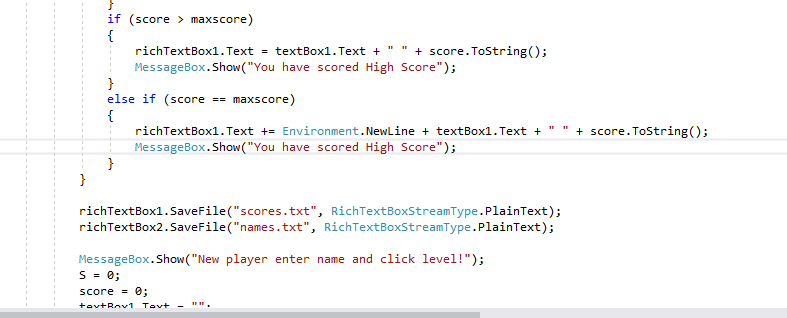 }
if (score > maxscore)
{
richTextBox1.Text = textBox1.Text + " " + score.ToString();
MessageBox.Show("You have scored High Score");
}
else if (score == maxscore)
{
richTextBox1.Text += Environment.NewLine + textBox1.Text + " " + score.ToString();
MessageBox.Show("You have scored High Score");
}
}
richTextBox1.SaveFile("scores.txt", RichTextBoxStreamType.PlainText);
richTextBox2.SaveFile("names.txt", RichTextBoxStreamType.PlainText);
MessageBox.Show("New player enter name and click level!");
S = 0;
score = 0;
textBox1.Text = "";